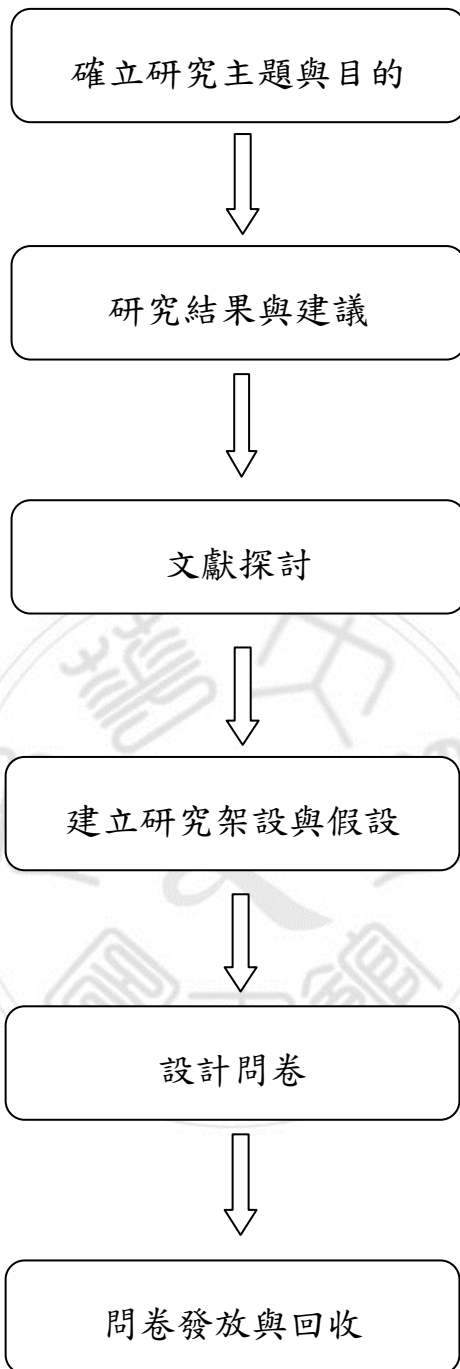 確立研究主題與目的
研究結果與建議
文獻探討
建立研究架設與假設
設計問卷
問卷發放與回收